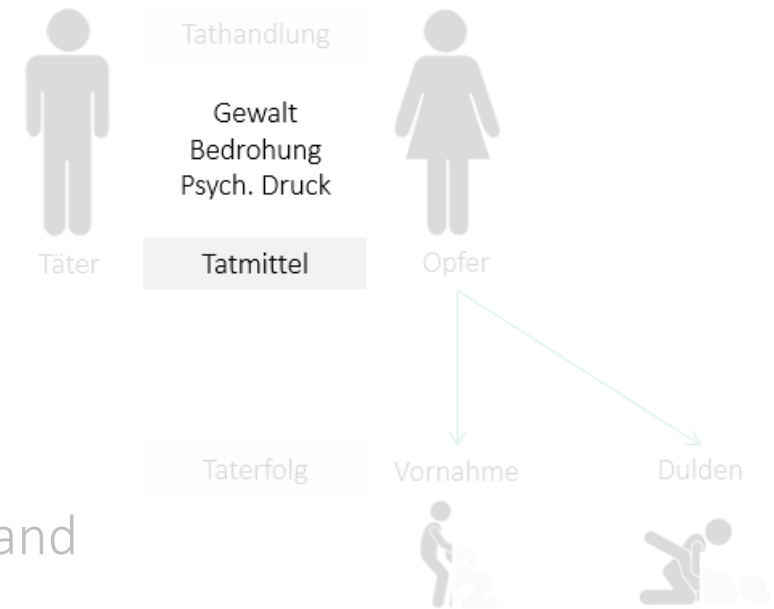 Tathandlung
Gewalt
Bedrohung
Psych. Druck
Täter
Tatmittel
Opfer
Taterfolg
Vornahme
Dulden
and